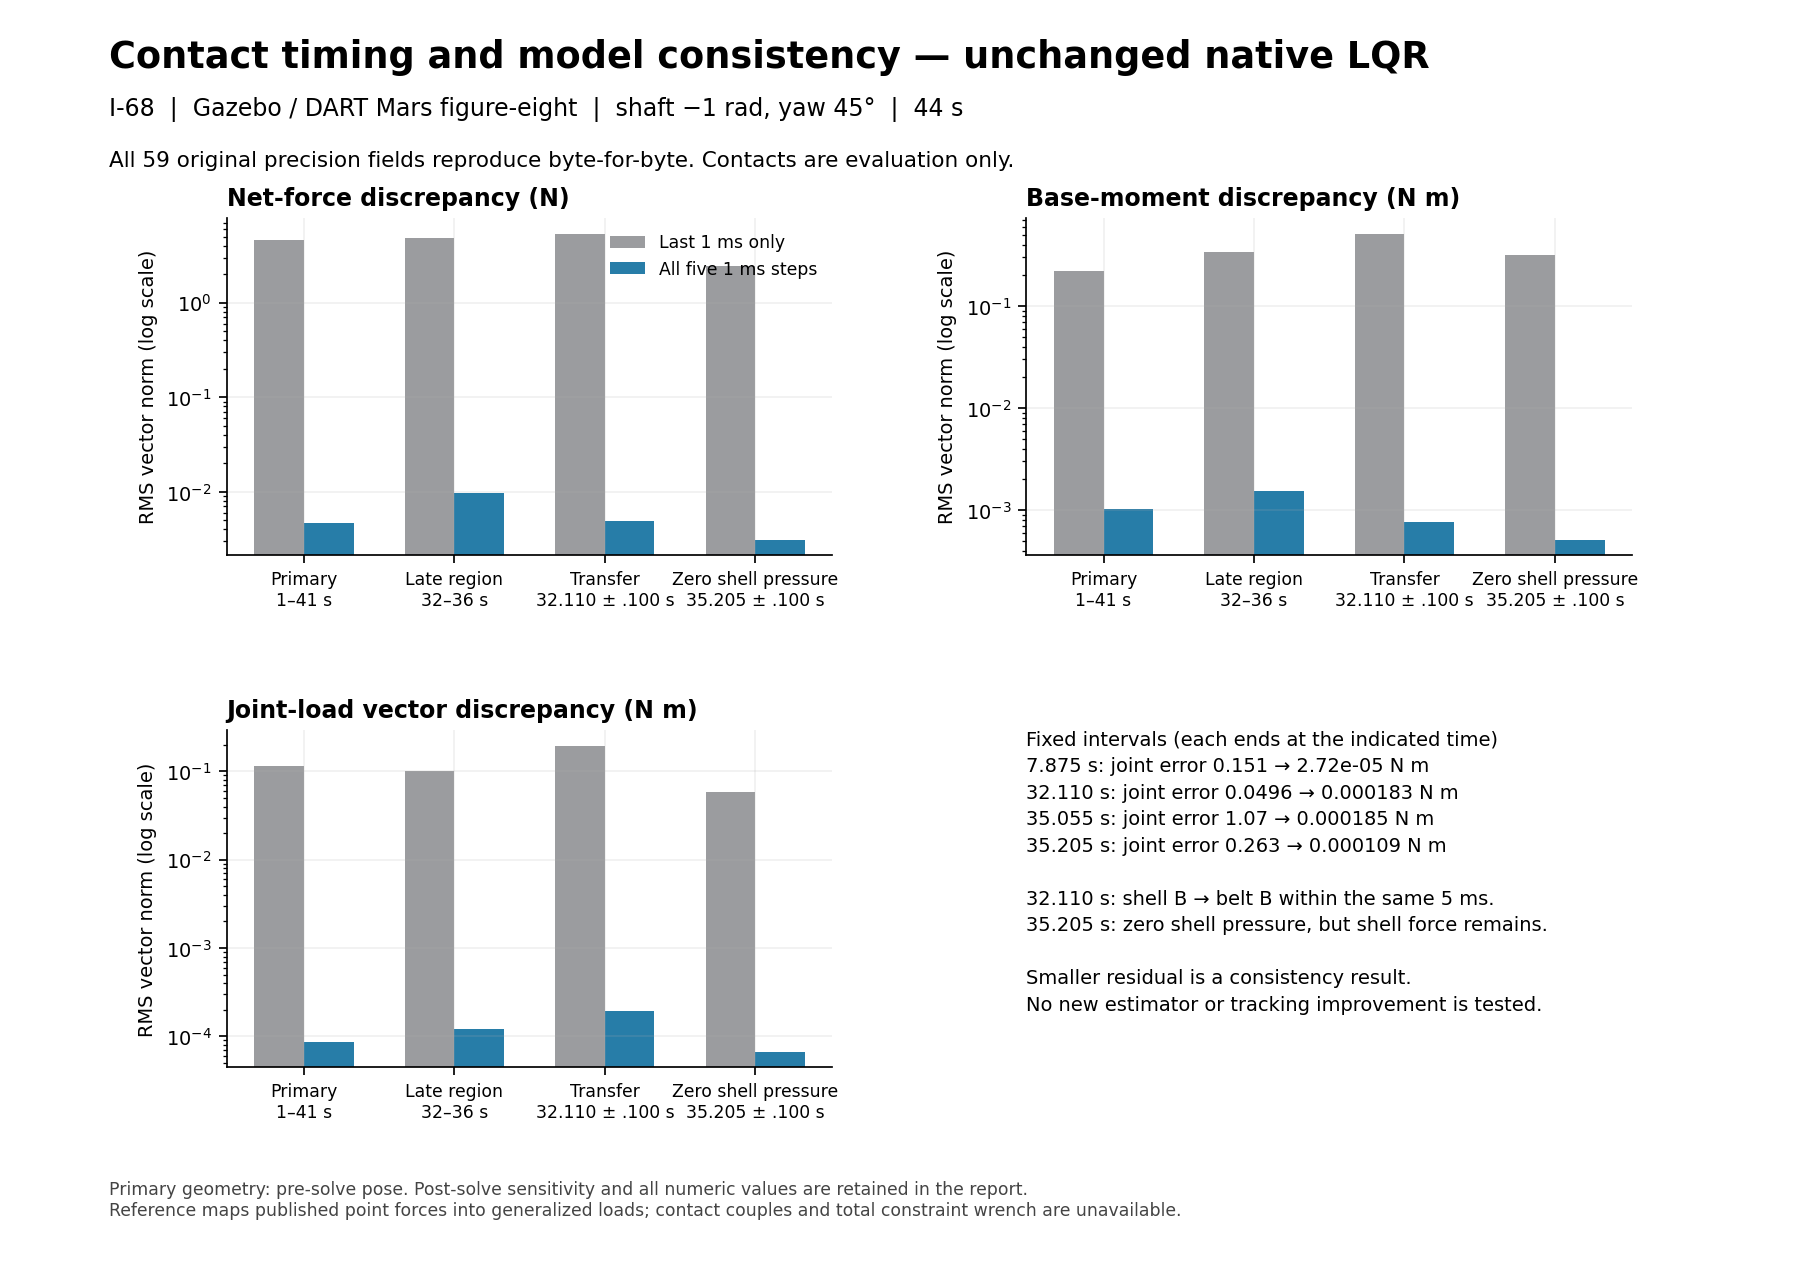 Contact timing and model consistency — unchanged native LQR
I-68 | Gazebo / DART Mars figure-eight | shaft −1 rad, yaw 45° | 44 s
All 59 original precision fields reproduce byte-for-byte. Contacts are evaluation only.
Net-force discrepancy (N)
RMS vector norm (log scale)
10⁰
10⁻¹
10⁻²
Last 1 ms only
All five 1 ms steps
Primary
1–41 s
Late region
32–36 s
Transfer
32.110 ± .100 s
Zero shell pressure
35.205 ± .100 s
Base-moment discrepancy (N m)
RMS vector norm (log scale)
10⁻¹
10⁻²
10⁻³
Primary
1–41 s
Late region
32–36 s
Transfer
32.110 ± .100 s
Zero shell pressure
35.205 ± .100 s
Joint-load vector discrepancy (N m)
RMS vector norm (log scale)
10⁻¹
10⁻²
10⁻³
10⁻⁴
Primary
1–41 s
Late region
32–36 s
Transfer
32.110 ± .100 s
Zero shell pressure
35.205 ± .100 s
Fixed intervals (each ends at the indicated time)
7.875 s: joint error 0.151 → 2.72e-05 N m
32.110 s: joint error 0.0496 → 0.000183 N m
35.055 s: joint error 1.07 → 0.000185 N m
35.205 s: joint error 0.263 → 0.000109 N m
32.110 s: shell B → belt B within the same 5 ms.
35.205 s: zero shell pressure, but shell force remains.
Smaller residual is a consistency result.
No new estimator or tracking improvement is tested.
Primary geometry: pre-solve pose. Post-solve sensitivity and all numeric values are retained in the report.
Reference maps published point forces into generalized loads; contact couples and total constraint wrench are unavailable.